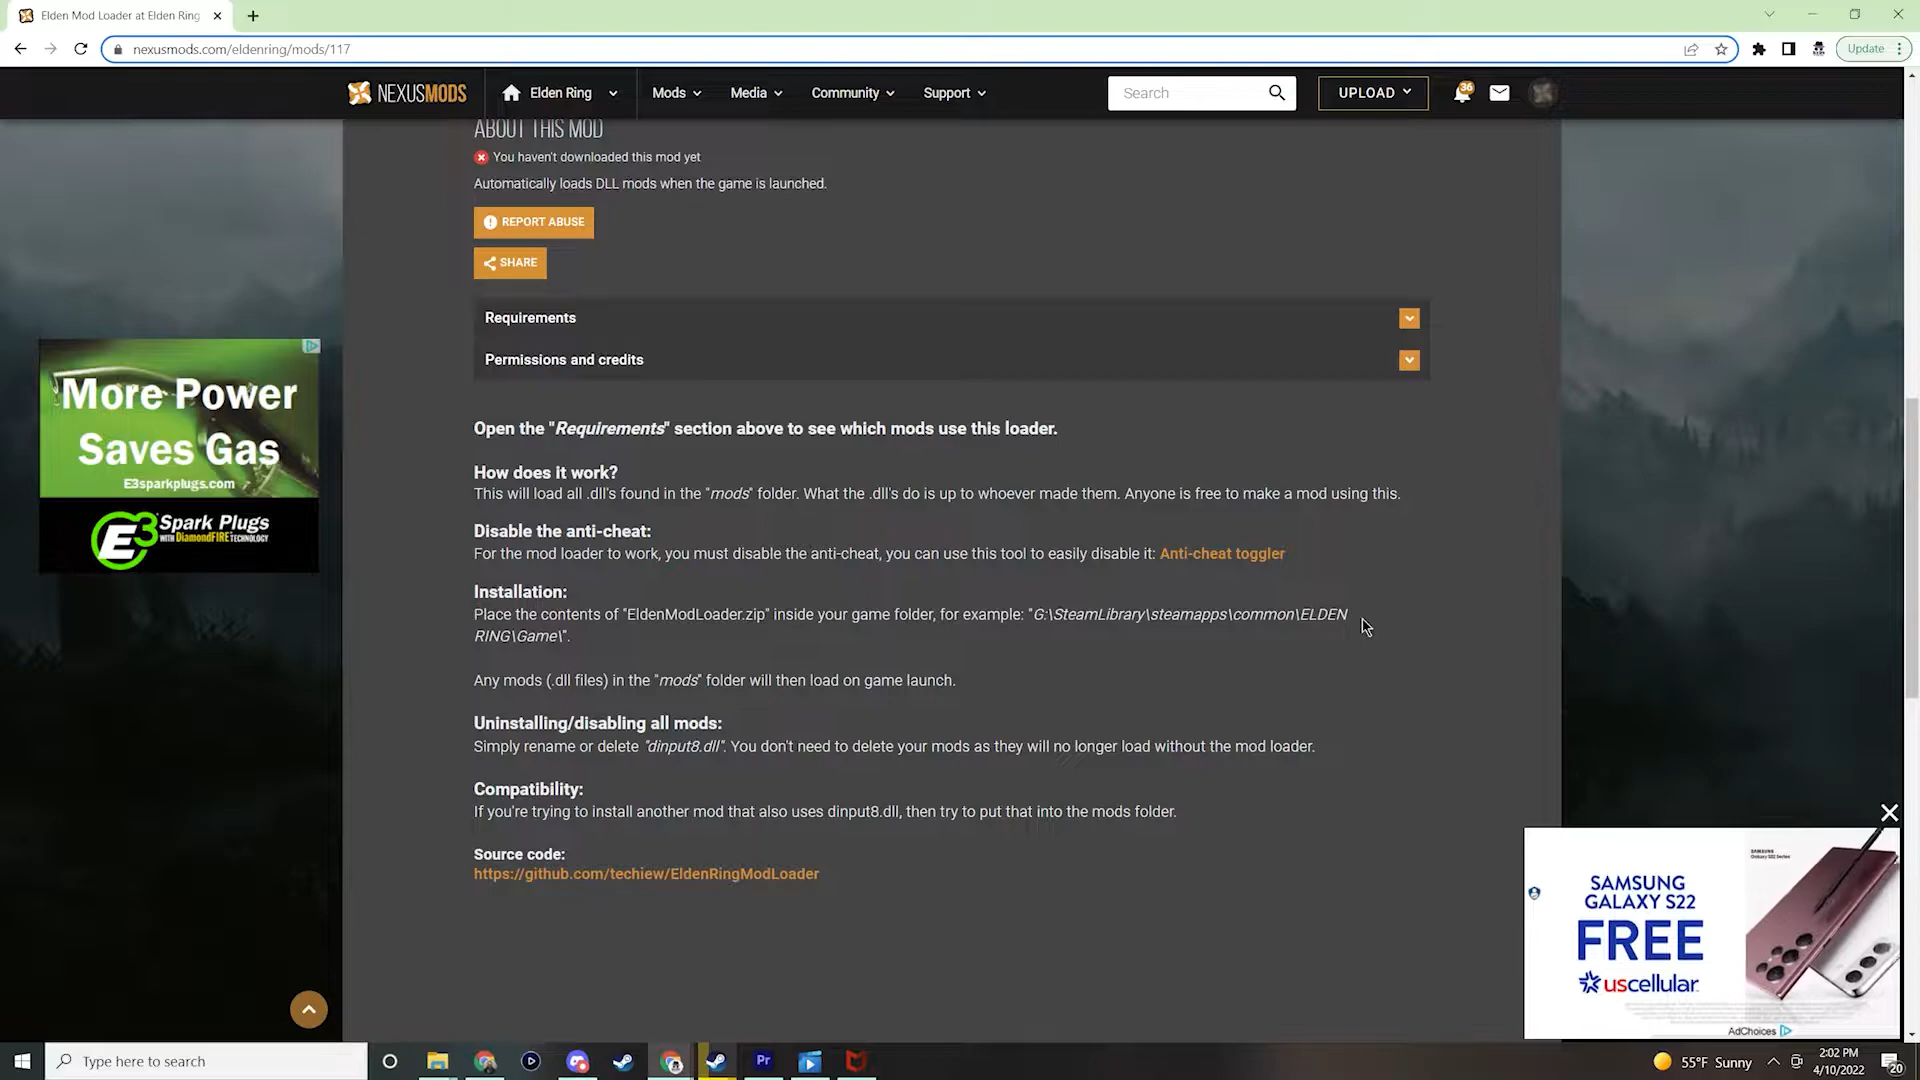 Elden Mod Loader at Elden Ring
nexusmods.com/eldenring/mods/117
Update
NEXUSMODS
Elden Ring
Mods
Media
Community
Support
Search
UPLOAD
36
ABOUT THIS MOD
You haven't downloaded this mod yet
Automatically loads DLL mods when the game is launched.
REPORT ABUSE
SHARE
Requirements
Permissions and credits
Open the "Requirements" section above to see which mods use this loader.
How does it work?
This will load all .dll's found in the "mods" folder. What the .dll's do is up to whoever made them. Anyone is free to make a mod using this.
Disable the anti-cheat:
For the mod loader to work, you must disable the anti-cheat, you can use this tool to easily disable it: Anti-cheat toggler
Installation:
Place the contents of "EldenModLoader.zip" inside your game folder, for example: "G:\SteamLibrary\steamapps\common\ELDEN
RING\Game\".
Any mods (.dll files) in the "mods" folder will then load on game launch.
Uninstalling/disabling all mods:
Simply rename or delete "dinput8.dll". You don't need to delete your mods as they will no longer load without the mod loader.
Compatibility:
If you're trying to install another mod that also uses dinput8.dll, then try to put that into the mods folder.
Source code:
https://github.com/techiew/EldenRingModLoader
More Power
Saves Gas
E3sparkplugs.com
E3 Spark Plugs
WITH DIAMONDFIRE TECHNOLOGY
SAMSUNG
Galaxy S22 Series
SAMSUNG
GALAXY S22
FREE
uscellular
AdChoices
Type here to search
Pr
55°F Sunny
2:02 PM
4/10/2022
20